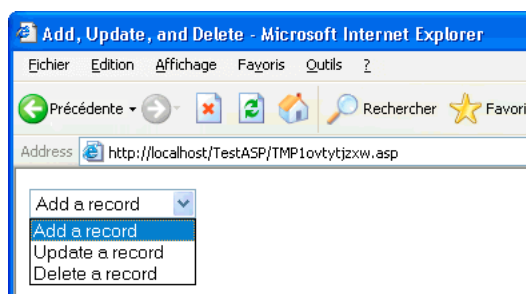 Add, Update, and Delete - Microsoft Internet Explorer
Fichier Edition Affichage Favoris Outils ?
Précédente Rechercher Favori
Address http://localhost/TestASP/TMP1ovtytjzxw.asp
Add a record
Add a record
Update a record
Delete a record